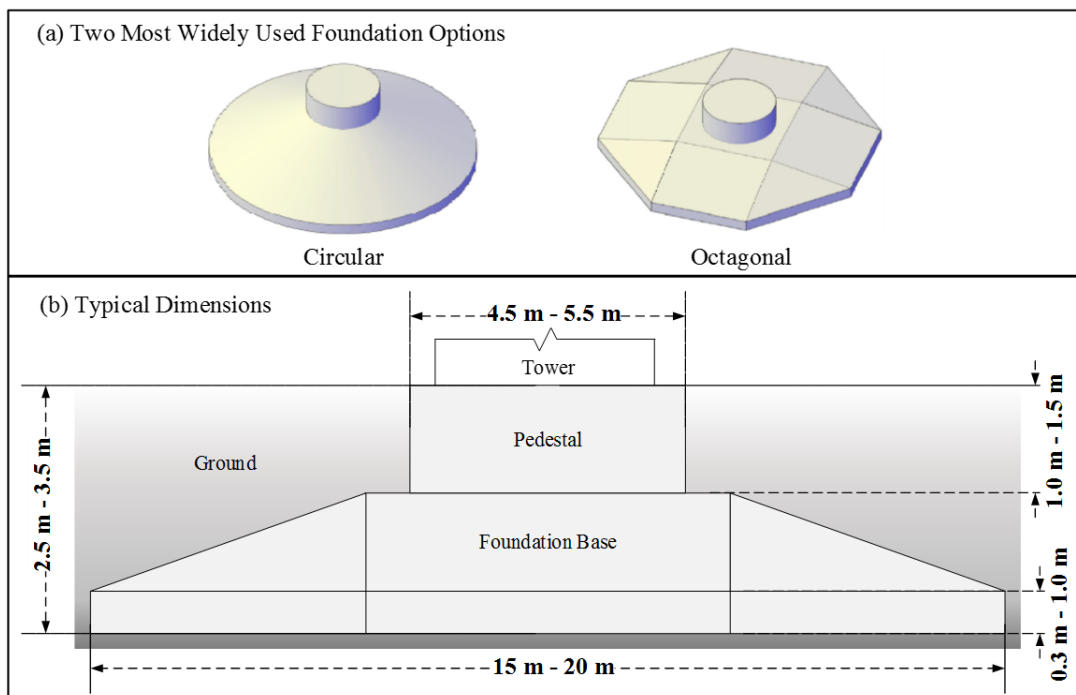 (a) Two Most Widely Used Foundation Options
Circular
Octagonal
(b) Typical Dimensions
4.5 m - 5.5 m
Tower
Pedestal
Ground
Foundation Base
2.5 m - 3.5 m
1.0 m - 1.5 m
0.3 m - 1.0 m
15 m - 20 m